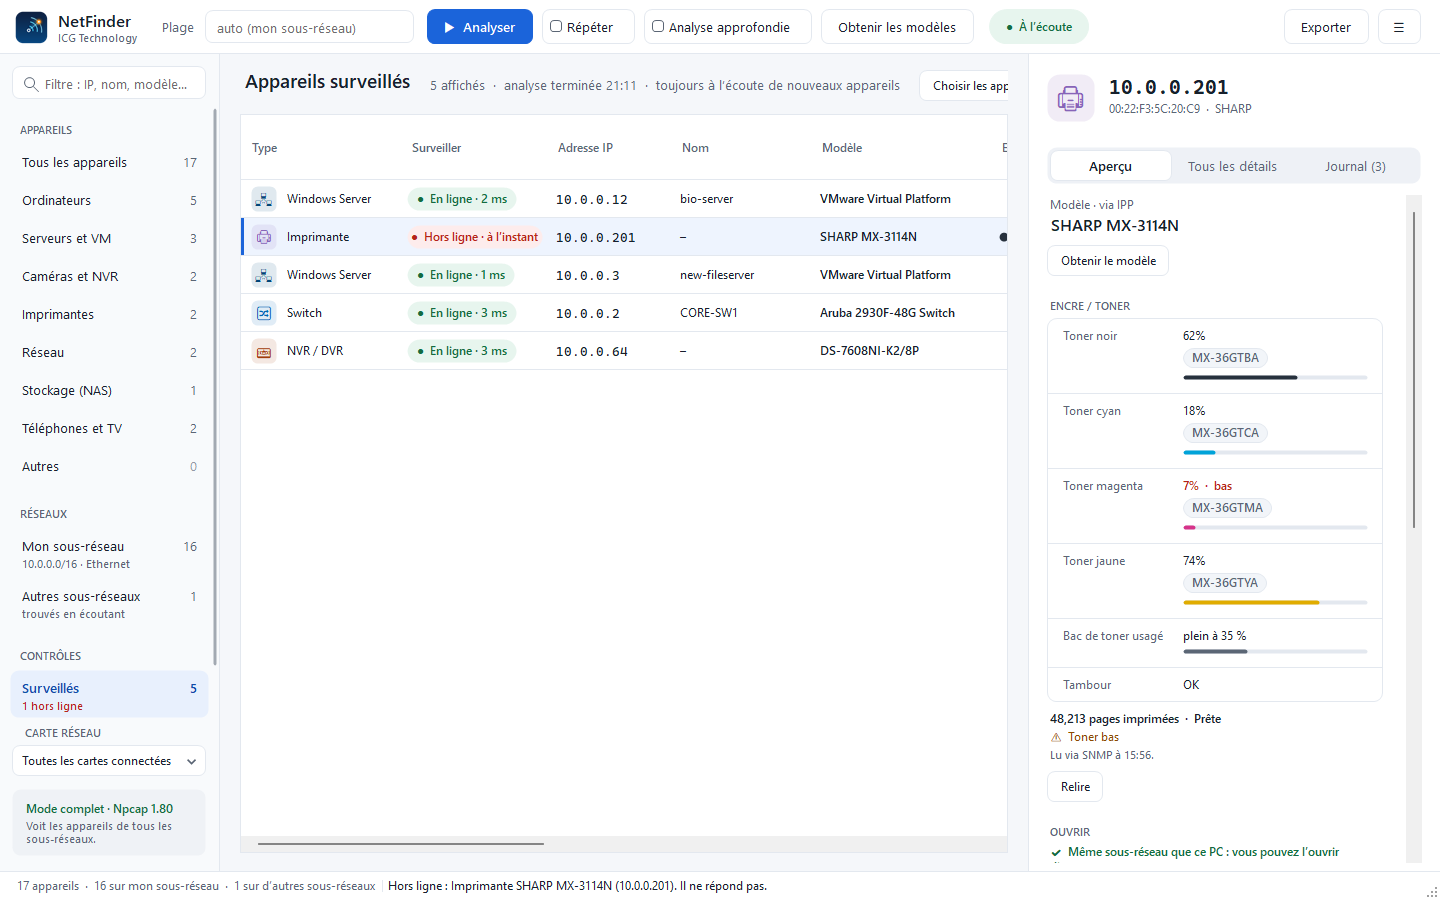 NetFinder
ICG Technology
Plage
auto (mon sous-réseau)
Analyser
Répéter
Analyse approfondie
Obtenir les modèles
À l'écoute
Exporter
Filtre : IP, nom, modèle...
APPAREILS
Tous les appareils 17
Ordinateurs 5
Serveurs et VM 3
Caméras et NVR 2
Imprimantes 2
Réseau 2
Stockage (NAS) 1
Téléphones et TV 2
Autres 0
RÉSEAUX
Mon sous-réseau 16
10.0.0.0/16 · Ethernet
Autres sous-réseaux 1
trouvés en écoutant
CONTRÔLES
Surveillés 5
1 hors ligne
CARTE RÉSEAU
Toutes les cartes connectées
Mode complet · Npcap 1.80
Voit les appareils de tous les
sous-réseaux.
Appareils surveillés
5 affichés · analyse terminée 21:11 · toujours à l'écoute de nouveaux appareils
Choisir les app
Type Surveiller Adresse IP Nom Modèle
Windows Server En ligne · 2 ms 10.0.0.12 bio-server VMware Virtual Platform
Imprimante Hors ligne · à l'instant 10.0.0.201 – SHARP MX-3114N
Windows Server En ligne · 1 ms 10.0.0.3 new-fileserver VMware Virtual Platform
Switch En ligne · 3 ms 10.0.0.2 CORE-SW1 Aruba 2930F-48G Switch
NVR / DVR En ligne · 3 ms 10.0.0.64 – DS-7608NI-K2/8P
10.0.0.201
00:22:F3:5C:20:C9 · SHARP
Aperçu Tous les détails Journal (3)
Modèle · via IPP
SHARP MX-3114N
Obtenir le modèle
ENCRE / TONER
Toner noir 62%
MX-36GTBA
Toner cyan 18%
MX-36GTCA
Toner magenta 7% · bas
MX-36GTMA
Toner jaune 74%
MX-36GTYA
Bac de toner usagé plein à 35 %
Tambour OK
48,213 pages imprimées · Prête
⚠ Toner bas
Lu via SNMP à 15:56.
Relire
OUVRIR
✓ Même sous-réseau que ce PC : vous pouvez l'ouvrir
17 appareils · 16 sur mon sous-réseau · 1 sur d'autres sous-réseaux
Hors ligne : Imprimante SHARP MX-3114N (10.0.0.201). Il ne répond pas.